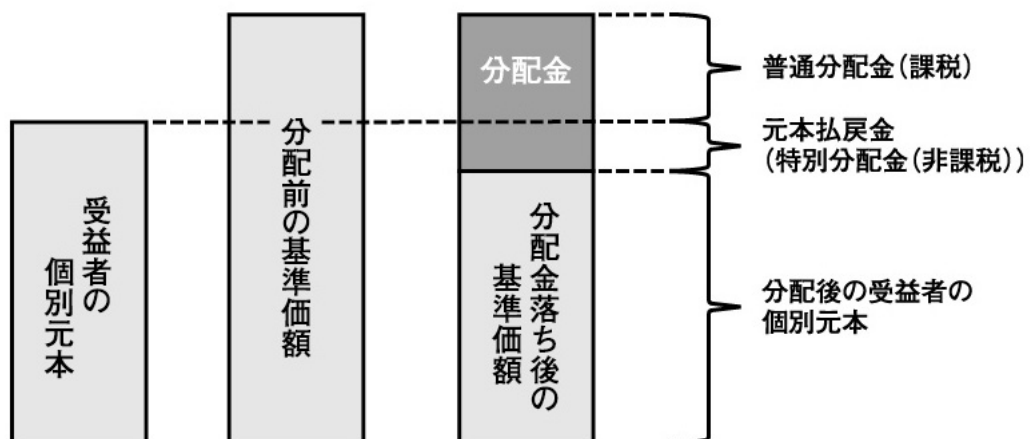 受益者の
個別元本
分配前の基準価額
分配金
分配金落ち後の
基準価額
普通分配金(課税)
元本払戻金
(特別分配金(非課税))
分配後の受益者の
個別元本